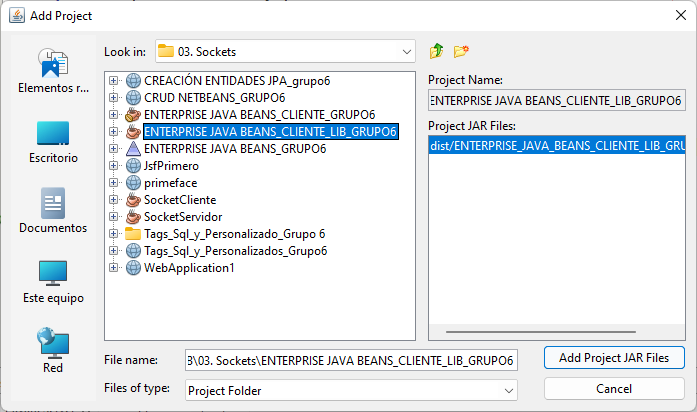 Add Project
Look in:
03. Sockets
Elementos r...
Escritorio
Documentos
Este equipo
Red
CREACIÓN ENTIDADES JPA_grupo6
CRUD NETBEANS_GRUPO6
ENTERPRISE JAVA BEANS_CLIENTE_GRUPO6
ENTERPRISE JAVA BEANS_CLIENTE_LIB_GRUPO6
ENTERPRISE JAVA BEANS_GRUPO6
JsfPrimero
primeface
SocketCliente
SocketServidor
Tags_Sql_y_Personalizado_Grupo 6
Tags_Sql_y_Personalizados_Grupo6
WebApplication1
Project Name:
ENTERPRISE JAVA BEANS_CLIENTE_LIB_GRUPO6
Project JAR Files:
dist/ENTERPRISE_JAVA_BEANS_CLIENTE_LIB_GRU
File name:
3\03. Sockets\ENTERPRISE JAVA BEANS_CLIENTE_LIB_GRUPO6
Files of type:
Project Folder
Add Project JAR Files
Cancel